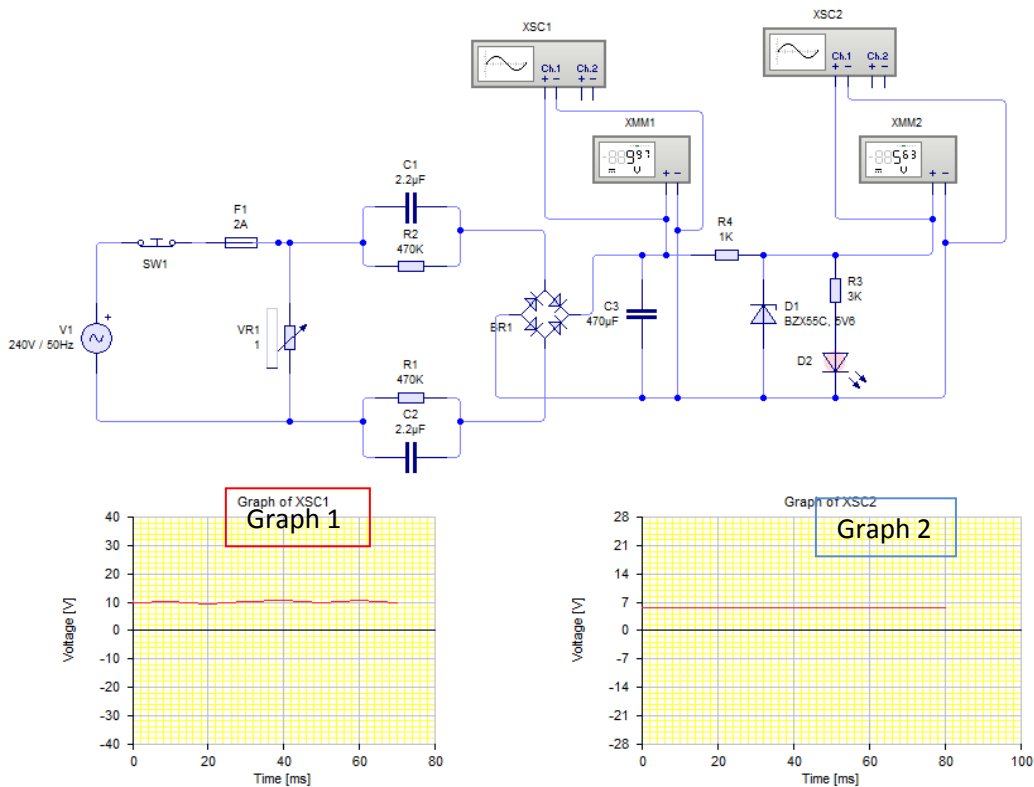 XSC1
XSC2
Ch.1 Ch.2
+ − + −
Ch.1 Ch.2
+ − + −
XMM1
XMM2
997
m V
+ −
563
m V
+ −
C1
2.2µF
F1
2A
R2
470K
SW1
R4
1K
R3
3K
V1
240V / 50Hz
+
VR1
1
BR1
C3
470µF
D1
BZX55C, 5V6
D2
R1
470K
C2
2.2µF
Graph of XSC1
Graph 1
40
30
20
10
0
-10
-20
-30
-40
Voltage [V]
0 20 40 60 80
Time [ms]
Graph of XSC2
Graph 2
28
21
14
7
0
-7
-14
-21
-28
Voltage [V]
0 20 40 60 80 100
Time [ms]